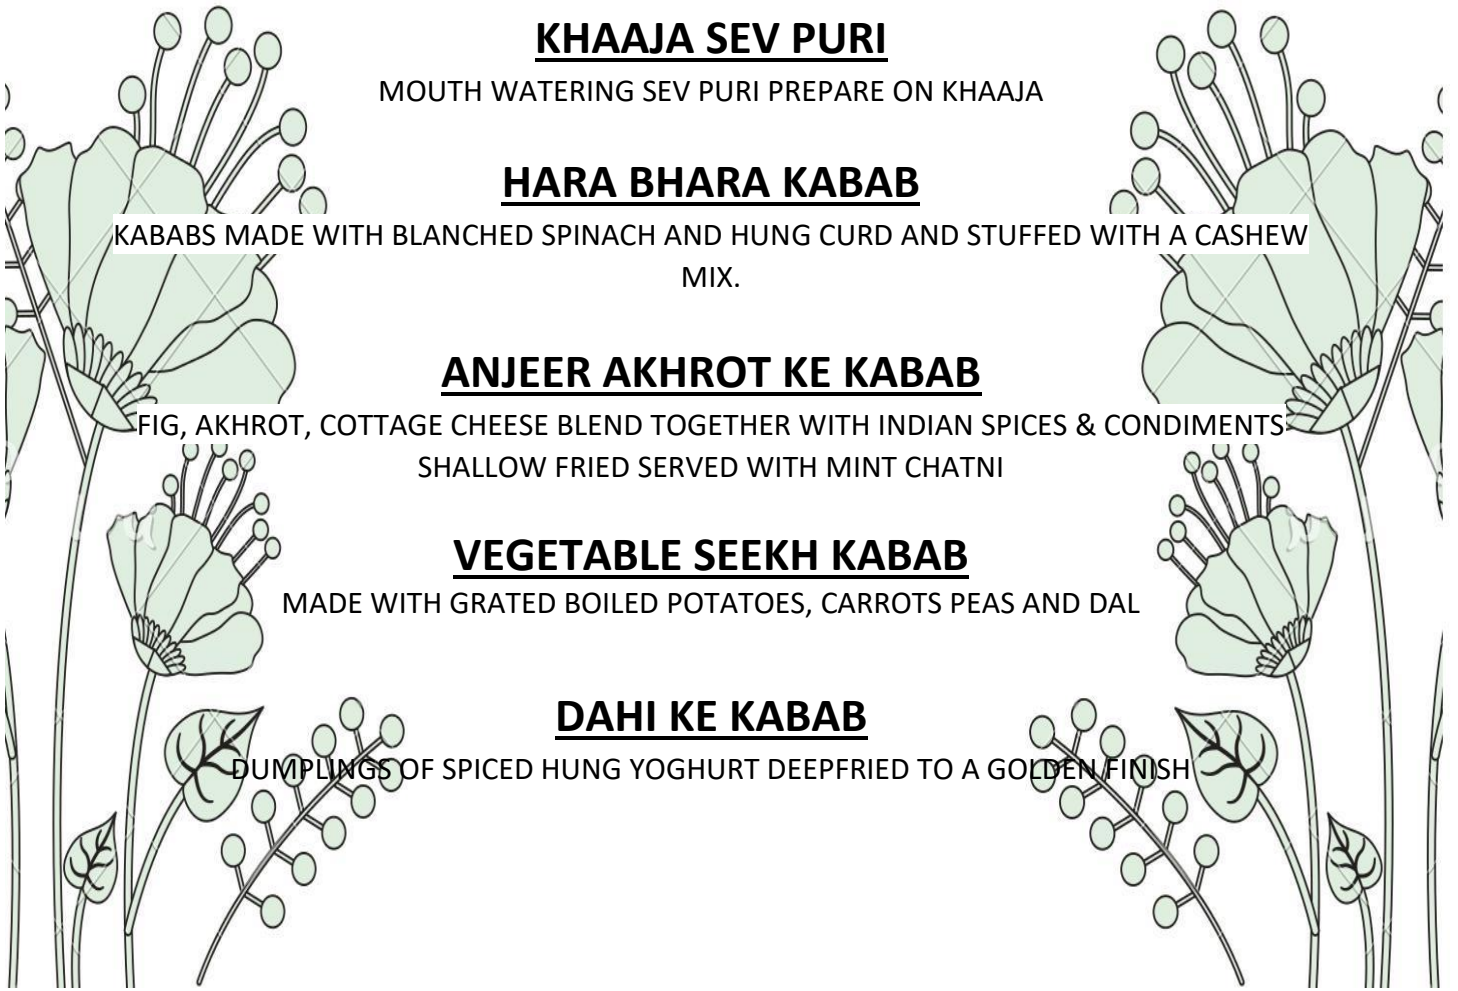 KHAAJA SEV PURI
MOUTH WATERING SEV PURI PREPARE ON KHAAJA
HARA BHARA KABAB
KABABS MADE WITH BLANCHED SPINACH AND HUNG CURD AND STUFFED WITH A CASHEW
MIX.
ANJEER AKHROT KE KABAB
FIG, AKHROT, COTTAGE CHEESE BLEND TOGETHER WITH INDIAN SPICES & CONDIMENTS
SHALLOW FRIED SERVED WITH MINT CHATNI
VEGETABLE SEEKH KABAB
MADE WITH GRATED BOILED POTATOES, CARROTS PEAS AND DAL
DAHI KE KABAB
DUMPLINGS OF SPICED HUNG YOGHURT DEEPFRIED TO A GOLDEN FINISH